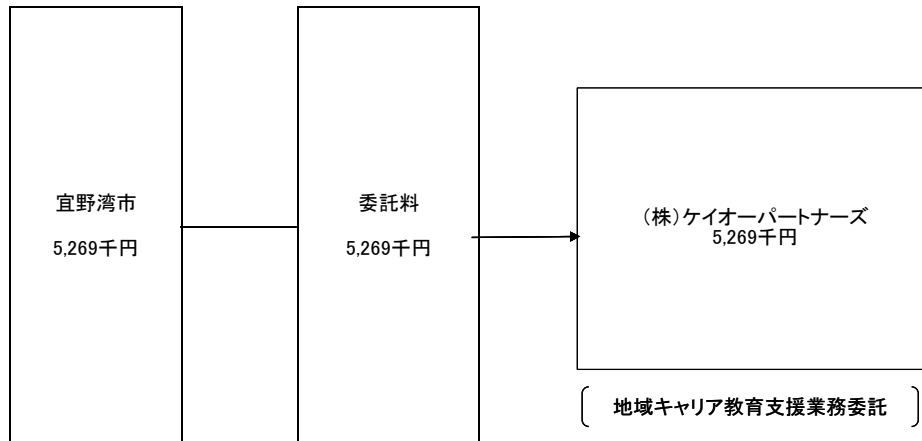 宜野湾市
5,269千円
委託料
5,269千円
（株）ケイオーパートナーズ
5,269千円
地域キャリア教育支援業務委託